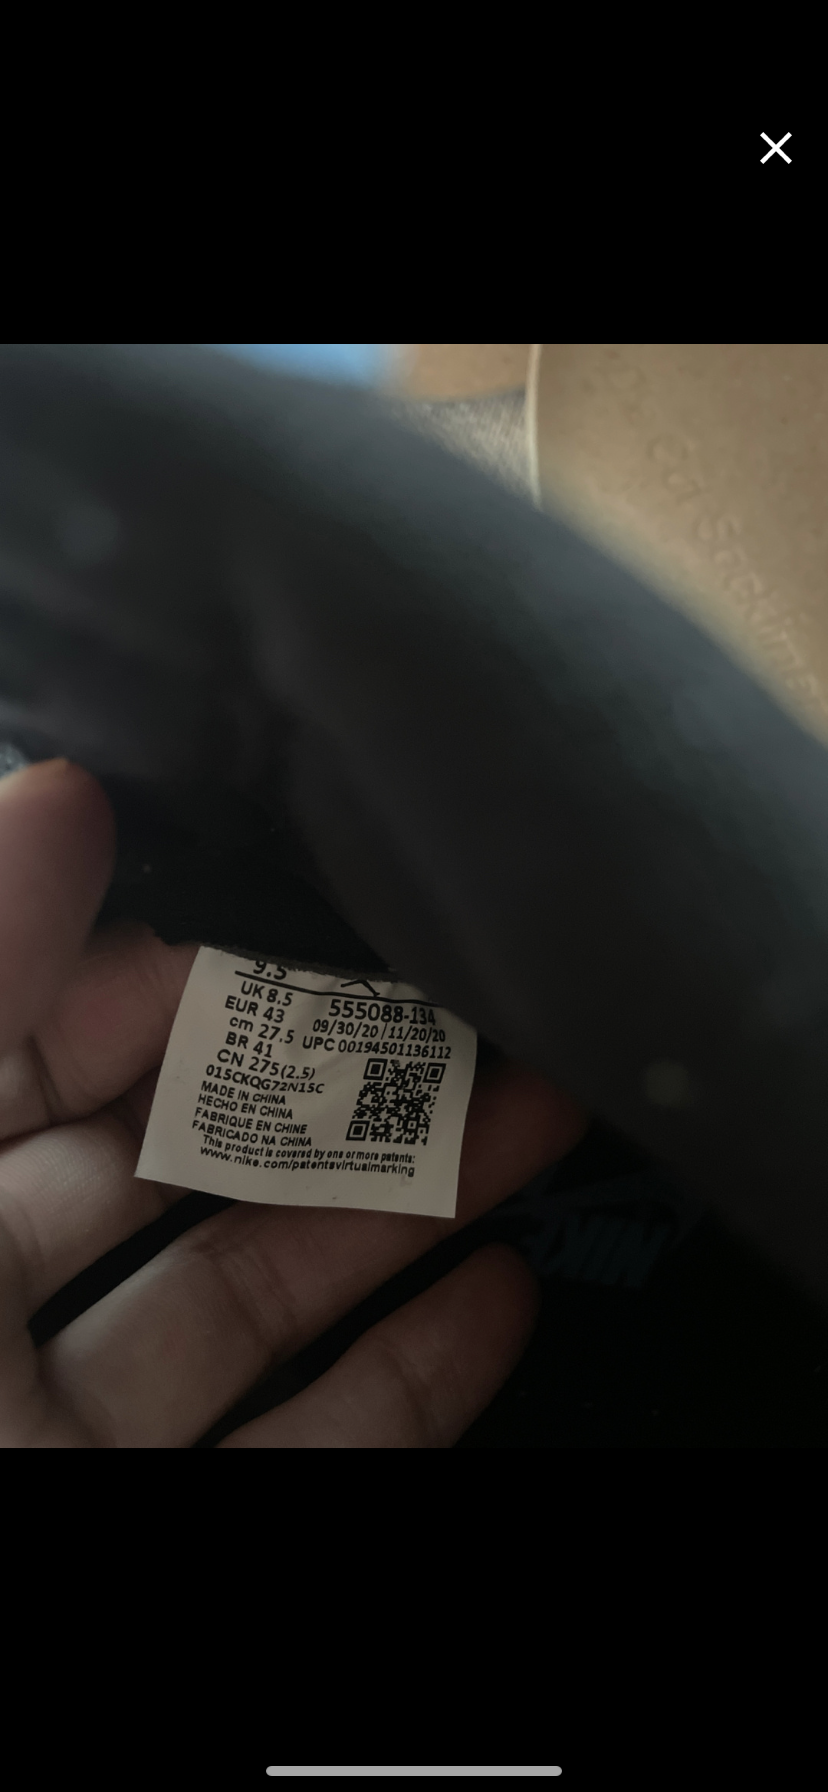 9.5
UK 8.5
EUR 43
cm 27.5
BR 41
CN 275(2.5)
555088-134
09/30/20 | 11/20/20
UPC 00194501136112
015CKQG72N15C
MADE IN CHINA
HECHO EN CHINA
FABRIQUE EN CHINE
FABRICADO NA CHINA
This product is covered by one or more patents:
www.nike.com/patentsvirtualmarking
NIKE